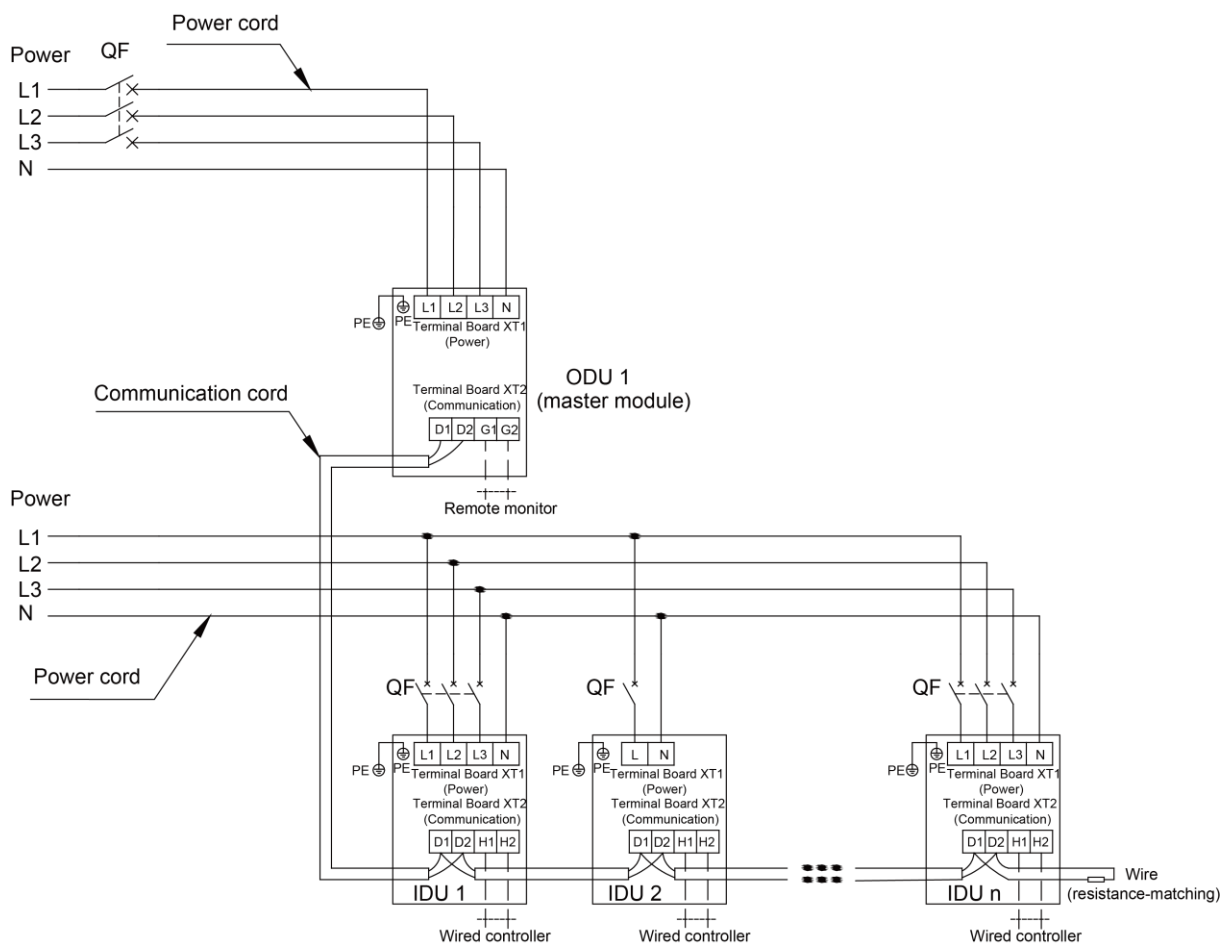 Power cord
Power QF
L1
L2
L3
N
L1 L2 L3 N
PE PE
Terminal Board XT1
(Power)
ODU 1
(master module)
Communication cord
Terminal Board XT2
(Communication)
D1 D2 G1 G2
Remote monitor
Power
L1
L2
L3
N
Power cord
QF QF QF
L1 L2 L3 N L N L1 L2 L3 N
PE PE PE PE PE PE
Terminal Board XT1 Terminal Board XT1 Terminal Board XT1
(Power) (Power) (Power)
Terminal Board XT2 Terminal Board XT2 Terminal Board XT2
(Communication) (Communication) (Communication)
D1 D2 H1 H2 D1 D2 H1 H2 D1 D2 H1 H2
Wire
(resistance-matching)
IDU 1 IDU 2 IDU n
Wired controller Wired controller Wired controller